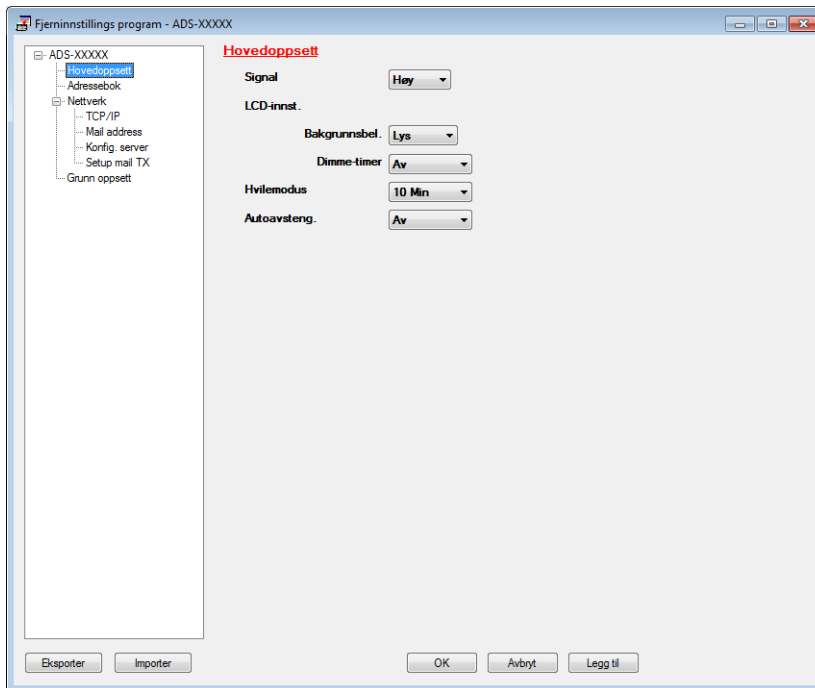 Fjerninnstillings program - ADS-XXXXX
ADS-XXXXX
Hovedoppsett
Adressebok
Nettverk
TCP/IP
Mail address
Konfig. server
Setup mail TX
Grunn oppsett
Hovedoppsett
Signal Høy
LCD-innst.
Bakgrunnsbel. Lys
Dimme-timer Av
Hvilemodus 10 Min
Autoavsteng. Av
Eksporter Importer OK Avbryt Legg til